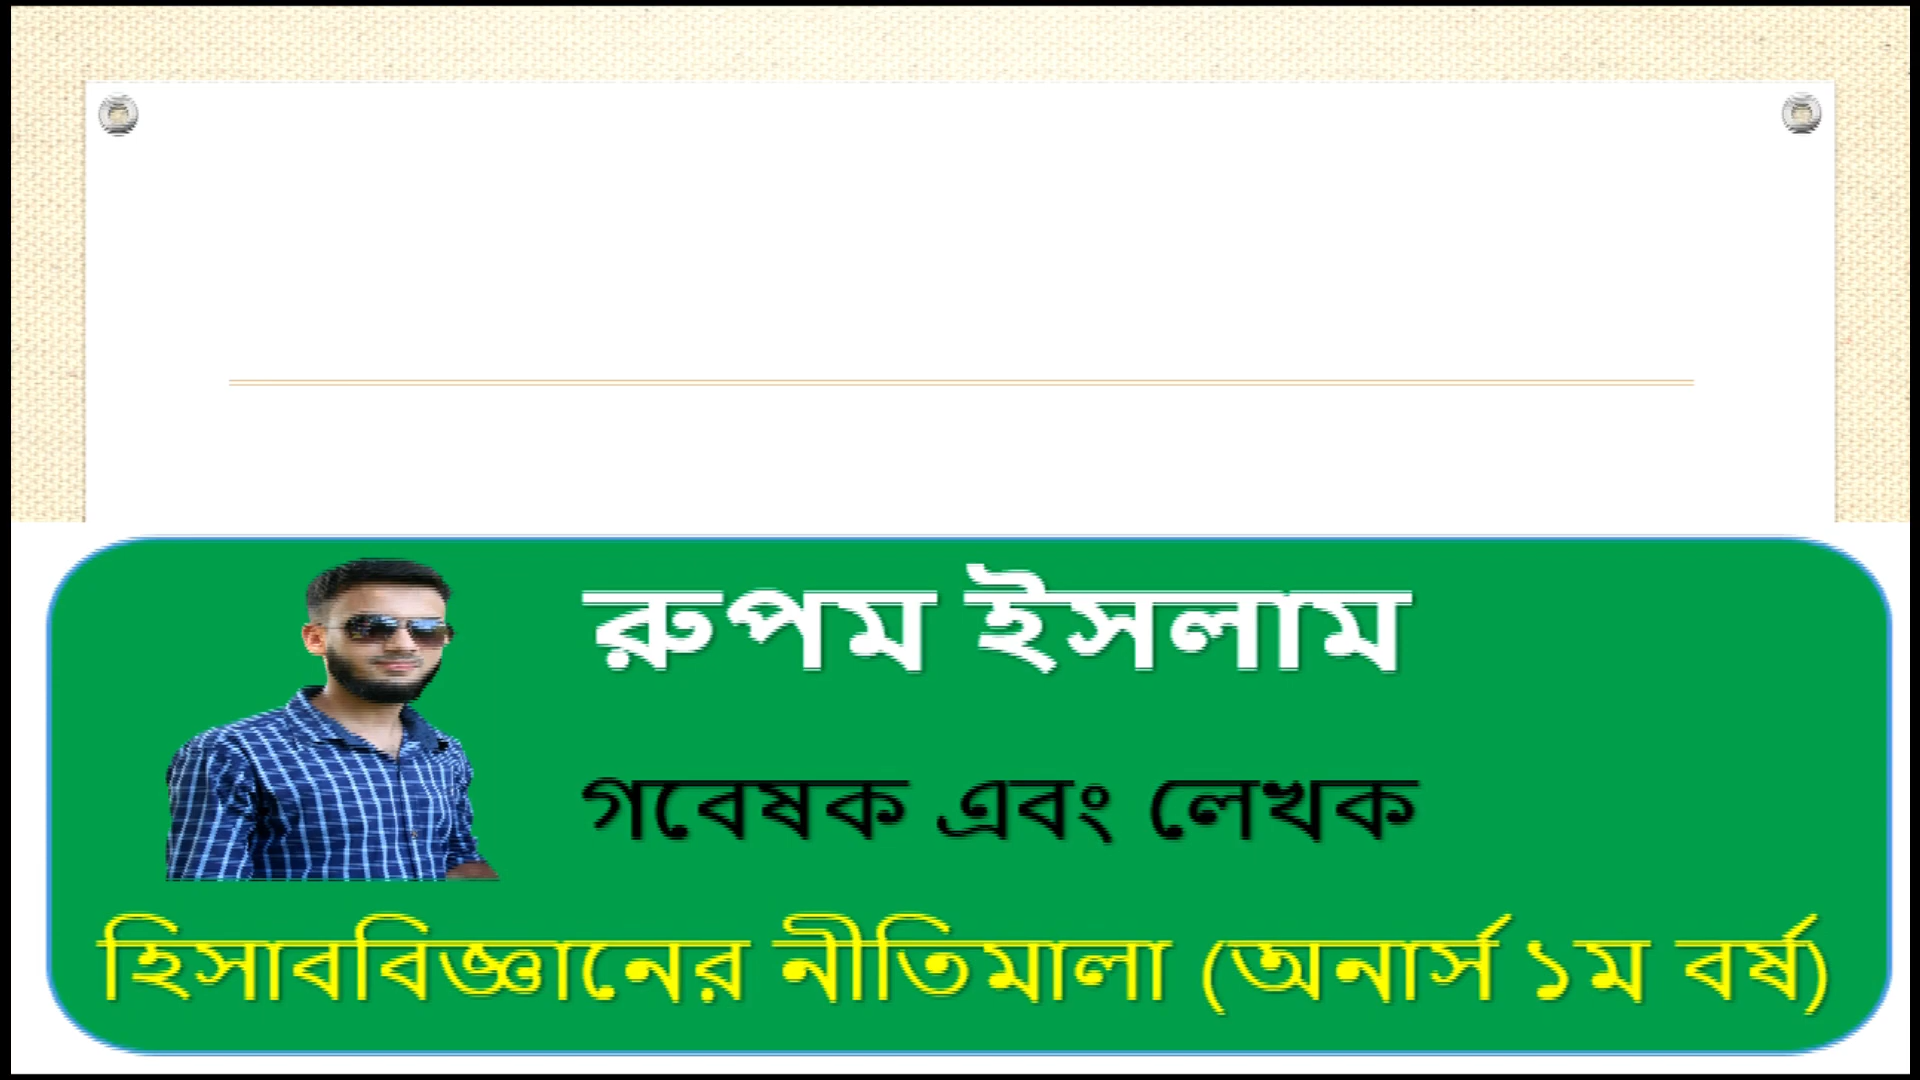 রুপম ইসলাম
গবেষক এবং লেখক
হিসাববিজ্ঞানের নীতিমালা (অনার্স ১ম বর্ষ)